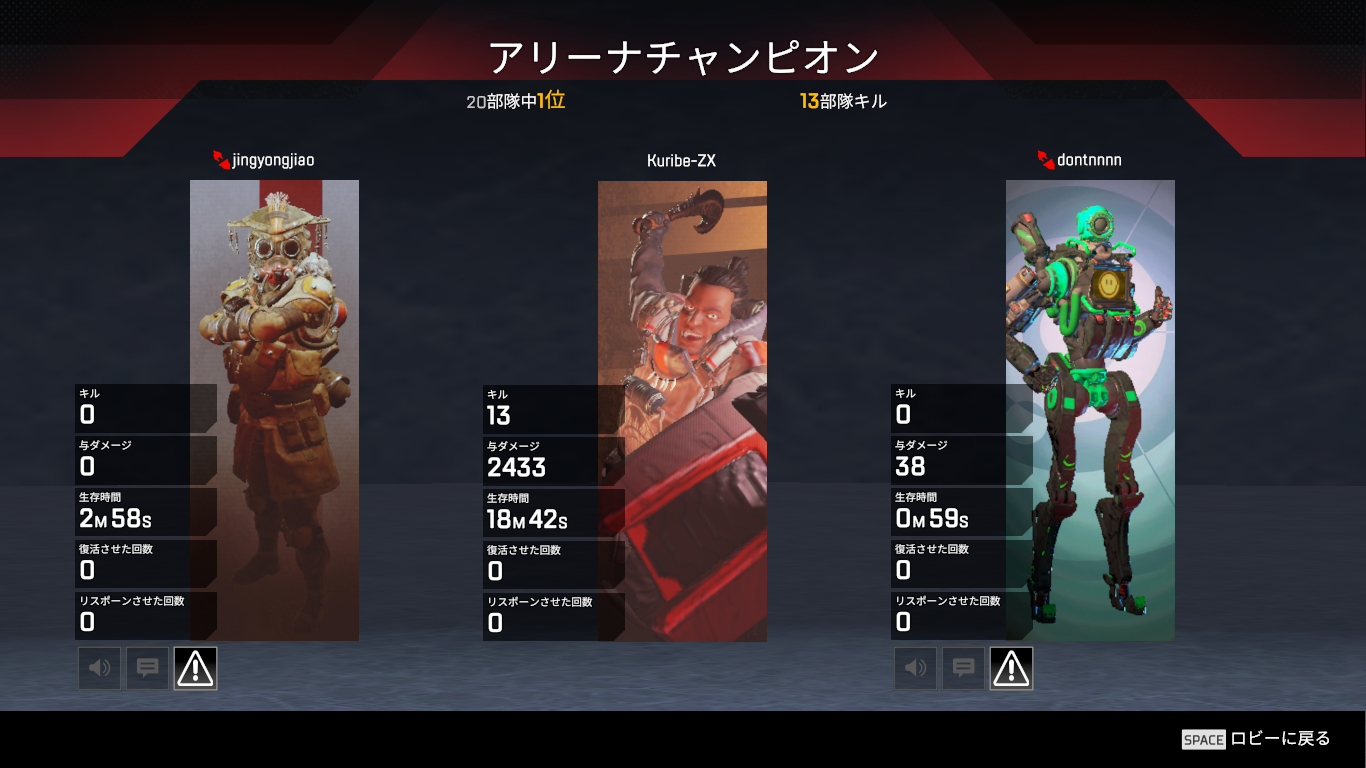 アリーナチャンピオン
20部隊中1位
13部隊キル
jingyongjiao
キル
0
与ダメージ
0
生存時間
2M 58S
復活させた回数
0
リスポーンさせた回数
0
Kuribe-ZX
キル
13
与ダメージ
2433
生存時間
18M 42S
復活させた回数
0
リスポーンさせた回数
0
dontnnnn
キル
0
与ダメージ
38
生存時間
0M 59S
復活させた回数
0
リスポーンさせた回数
0
SPACE ロビーに戻る